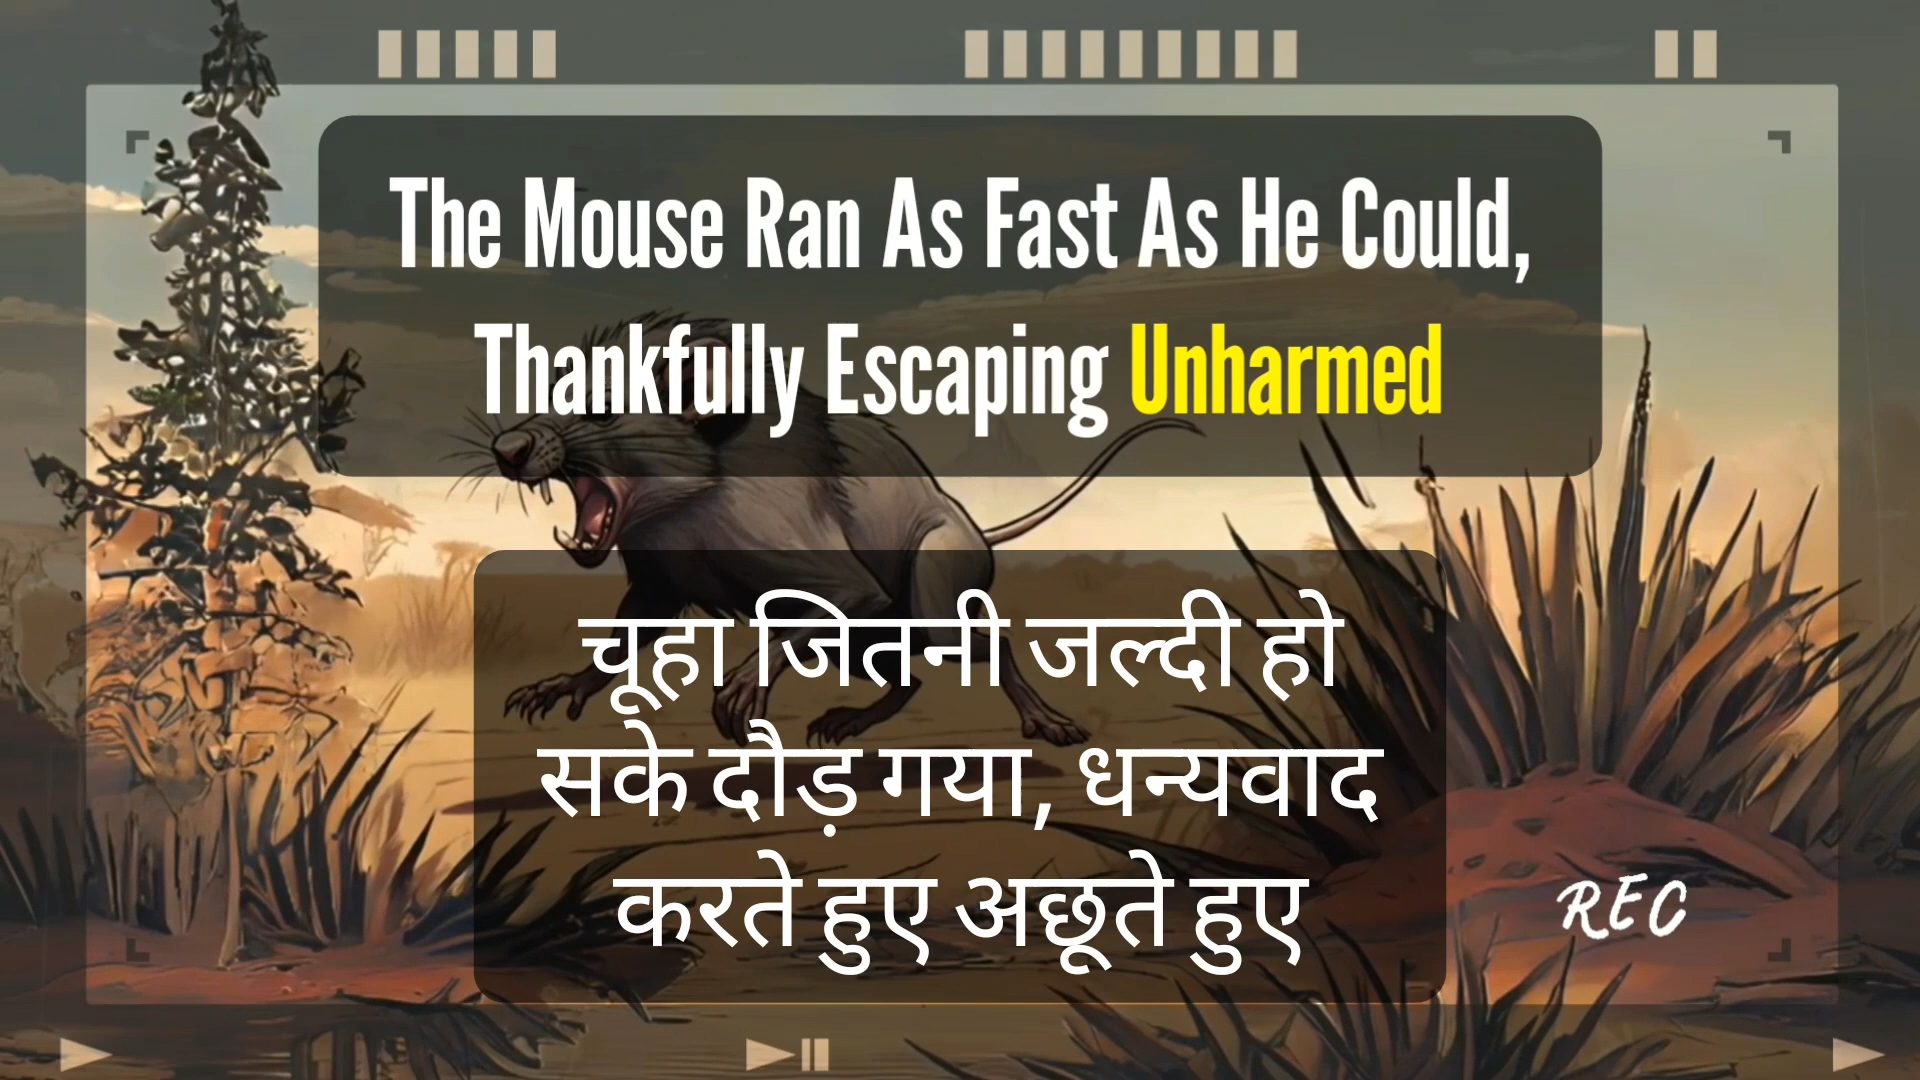 The Mouse Ran As Fast As He Could,
Thankfully Escaping Unharmed
चूहा जितनी जल्दी हो
सके दौड़ गया, धन्यवाद
करते हुए अछूते हुए
REC